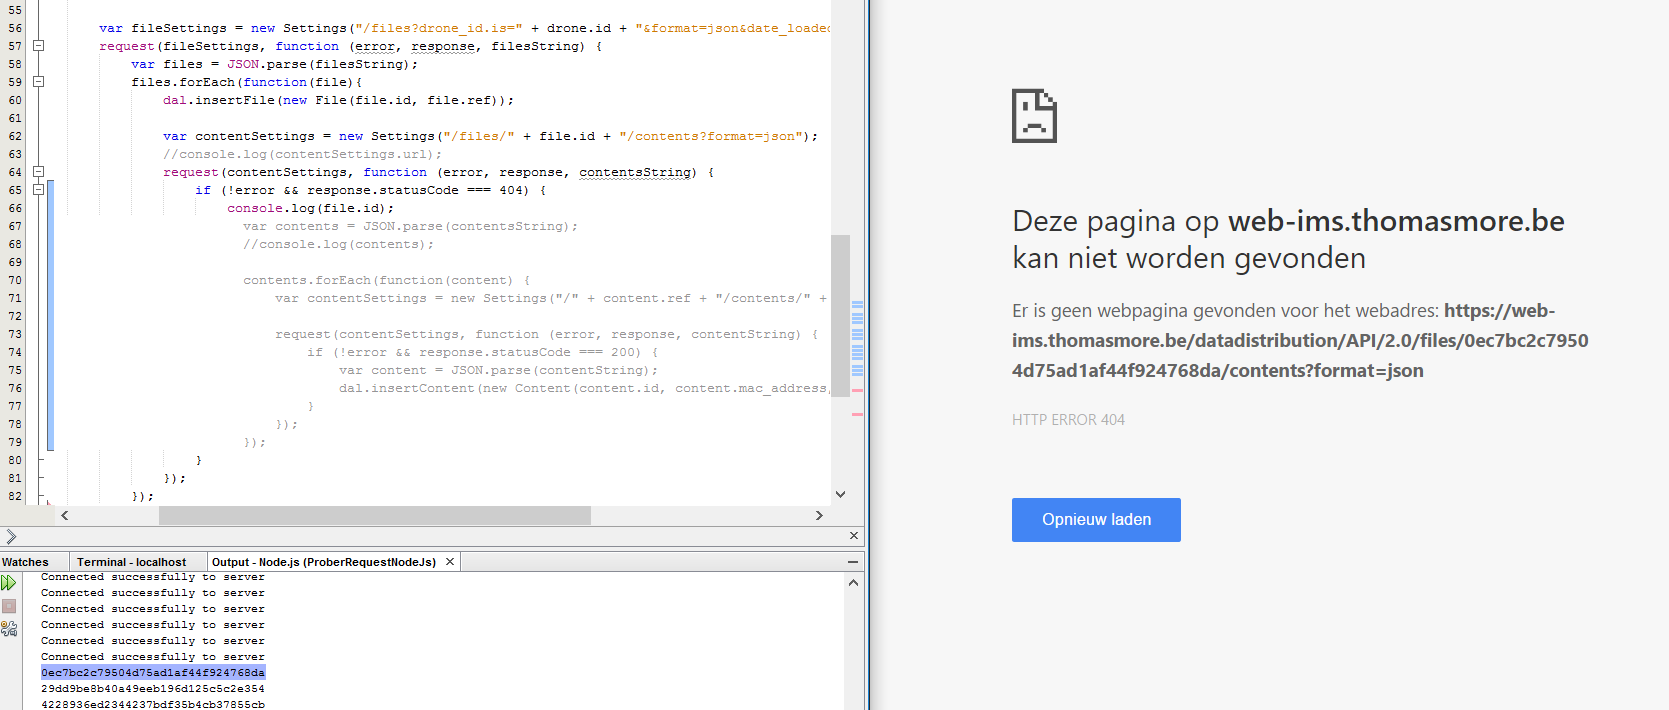 55
56 var fileSettings = new Settings("/files?drone_id.is=" + drone.id + "&format=json&date_loaded
57 request(fileSettings, function (error, response, filesString) {
58 var files = JSON.parse(filesString);
59 files.forEach(function(file){
60 dal.insertFile(new File(file.id, file.ref));
61
62 var contentSettings = new Settings("/files/" + file.id + "/contents?format=json");
63 //console.log(contentSettings.url);
64 request(contentSettings, function (error, response, contentsString) {
65 if (!error && response.statusCode === 404) {
66 console.log(file.id);
67 var contents = JSON.parse(contentsString);
68 //console.log(contents);
69
70 contents.forEach(function(content) {
71 var contentSettings = new Settings("/" + content.ref + "/contents/" +
72
73 request(contentSettings, function (error, response, contentString) {
74 if (!error && response.statusCode === 200) {
75 var content = JSON.parse(contentString);
76 dal.insertContent(new Content(content.id, content.mac_address,
77 }
78 });
79 });
80 }
81 });
82 });
Watches
Terminal - localhost
Output - Node.js (ProberRequestNodeJs)
Connected successfully to server
Connected successfully to server
Connected successfully to server
Connected successfully to server
Connected successfully to server
Connected successfully to server
0ec7bc2c79504d75ad1af44f924768da
29dd9be8b40a49eeb196d125c5c2e354
4228936ed2344237bdf35b4cb37855cb
Deze pagina op web-ims.thomasmore.be
kan niet worden gevonden
Er is geen webpagina gevonden voor het webadres: https://web-
ims.thomasmore.be/datadistribution/API/2.0/files/0ec7bc2c7950
4d75ad1af44f924768da/contents?format=json
HTTP ERROR 404
Opnieuw laden